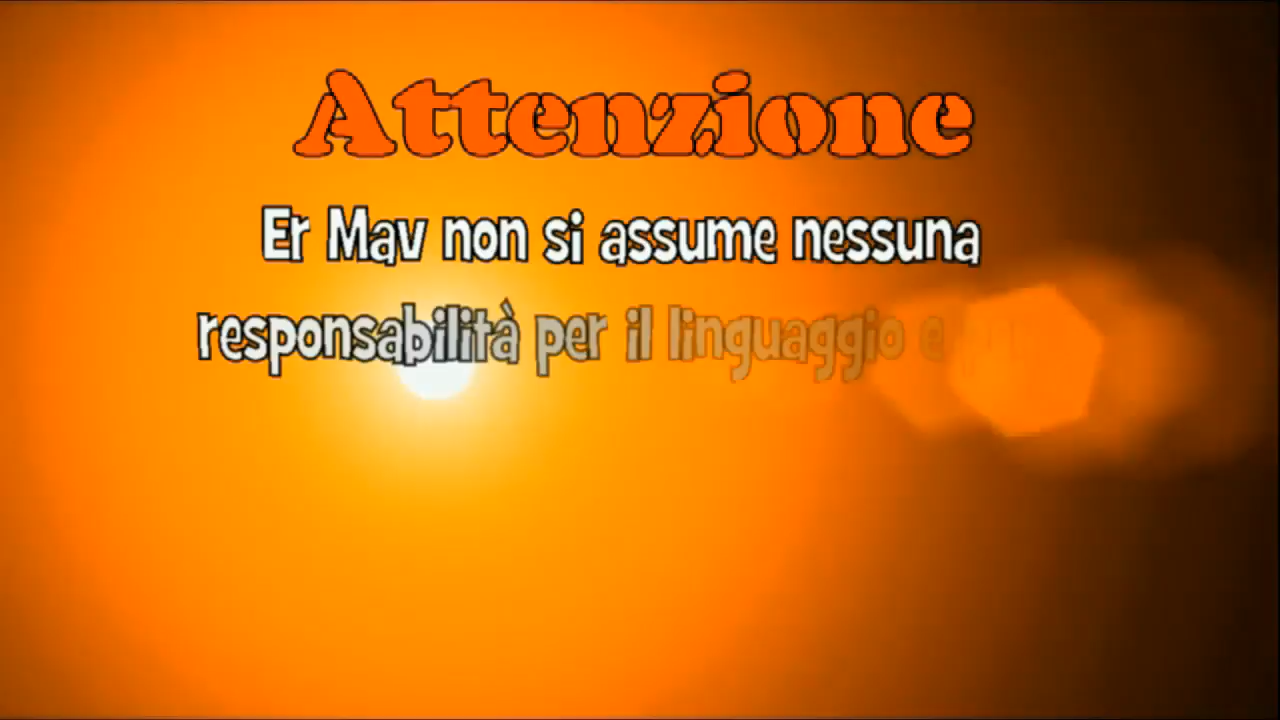 Attenzione
Er Mav non si assume nessuna
responsabilità per il linguaggio e